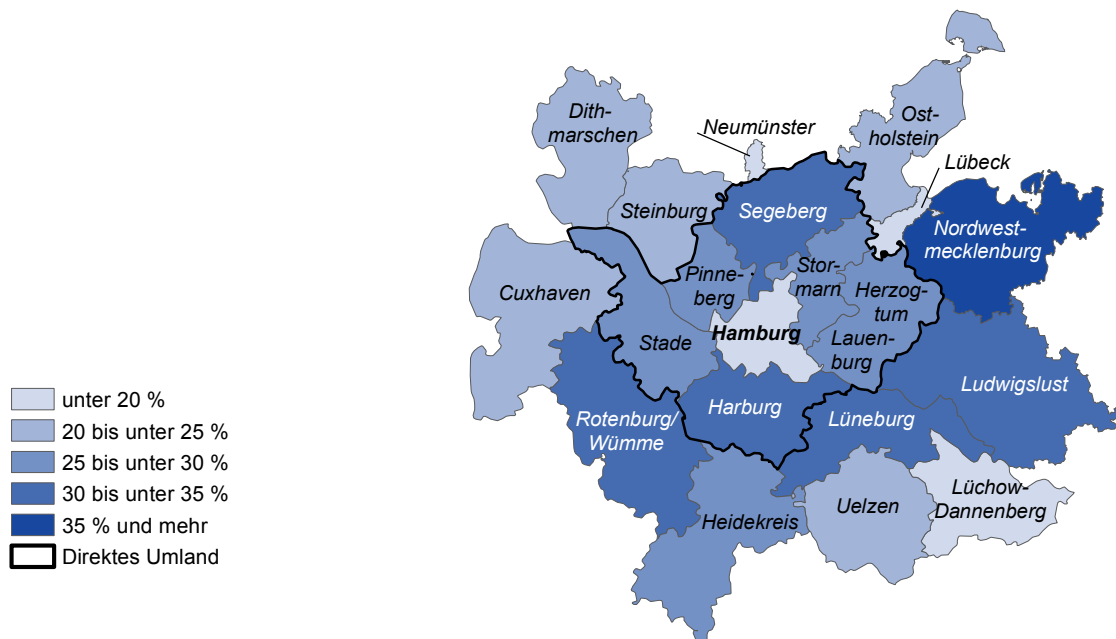 Dith-
marschen
Neumünster
Ost-
holstein
Lübeck
Steinburg
Segeberg
Nordwest-
mecklenburg
Cuxhaven
Pinne-
berg
Stor-
marn
Herzog-
tum
Lauen-
burg
Hamburg
Stade
Ludwigslust
Harburg
Rotenburg/
Wümme
Lüneburg
Lüchow-
Dannenberg
Uelzen
Heidekreis
unter 20 %
20 bis unter 25 %
25 bis unter 30 %
30 bis unter 35 %
35 % und mehr
Direktes Umland